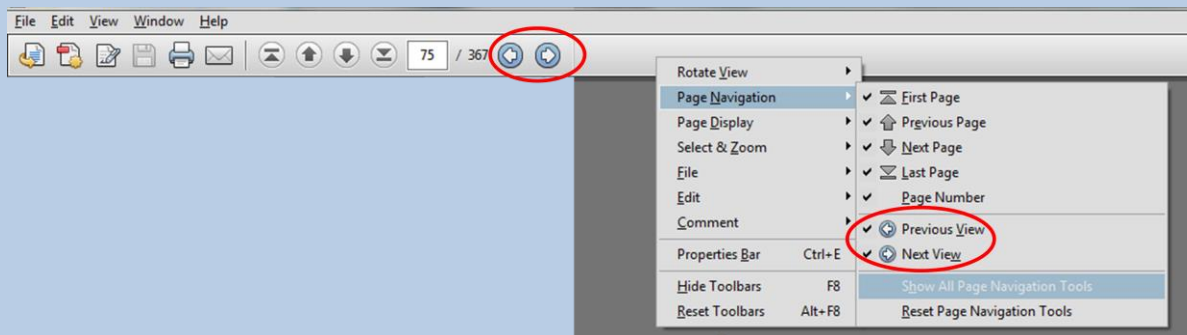 File Edit View Window Help
75 / 367
Rotate View
Page Navigation
Page Display
Select & Zoom
File
Edit
Comment
Properties Bar Ctrl+E
Hide Toolbars F8
Reset Toolbars Alt+F8
First Page
Previous Page
Next Page
Last Page
Page Number
Previous View
Next View
Show All Page Navigation Tools
Reset Page Navigation Tools